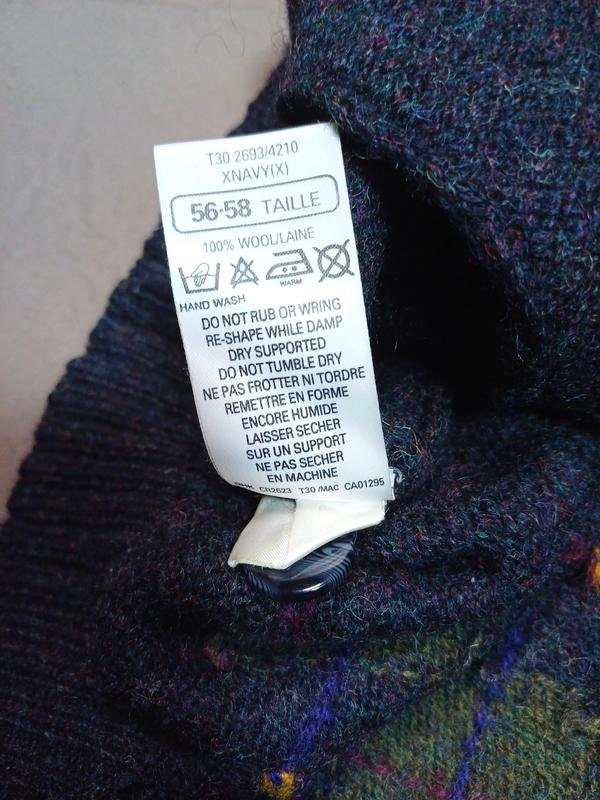 T30 2693/4210
XNAVY(X)
56·58 TAILLE
100% WOOL/LAINE
WARM
HAND WASH
DO NOT RUB OR WRING
RE-SHAPE WHILE DAMP
DRY SUPPORTED
DO NOT TUMBLE DRY
NE PAS FROTTER NI TORDRE
REMETTRE EN FORME
ENCORE HUMIDE
LAISSER SECHER
SUR UN SUPPORT
NE PAS SECHER
EN MACHINE
CR2623 T30/MAC CA01295